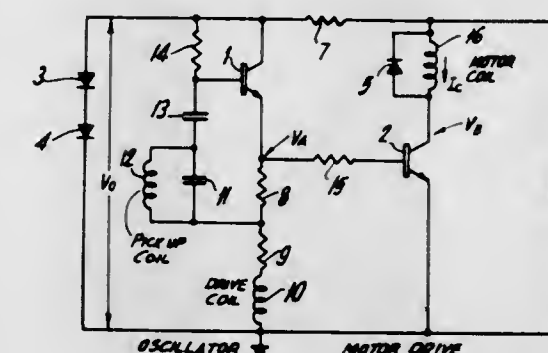 14
1
7
16
MOTOR COIL
3
5
Ic
4
13
VA
VB
2
12
V0
11
8
15
PICK UP COIL
9
DRIVE COIL
10
OSCILLATOR
MOTOR DRIVE